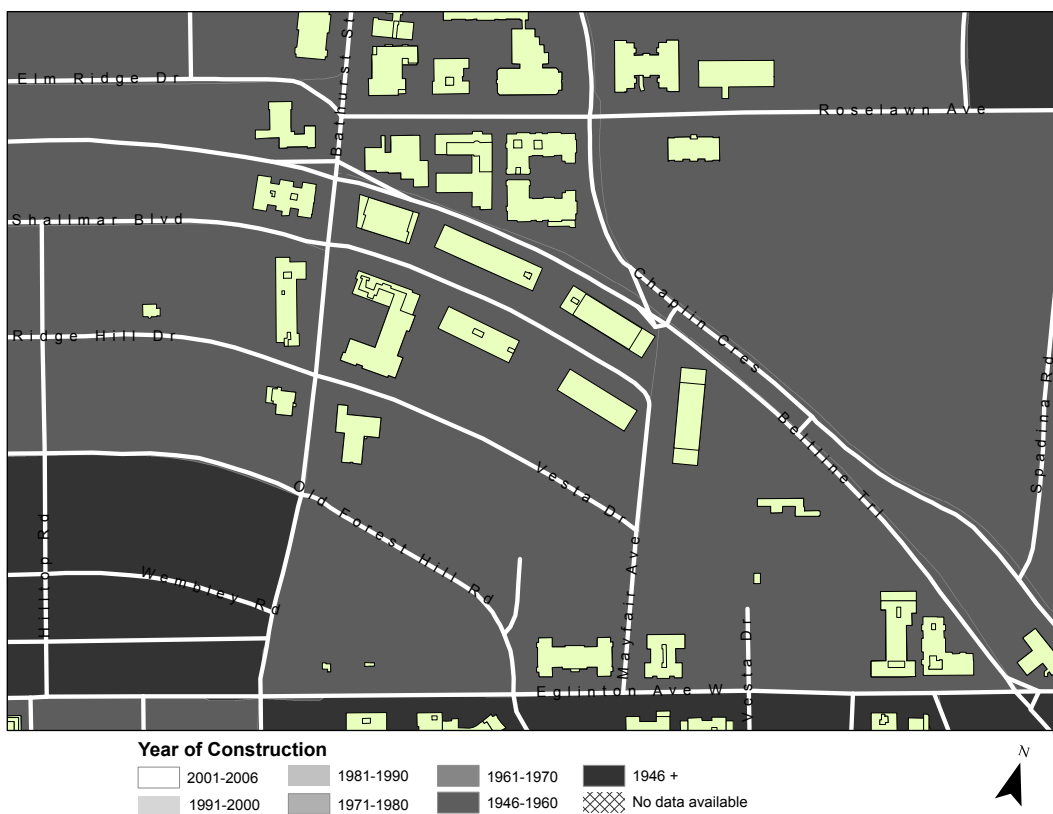 Bathurst St
Elm Ridge Dr
Roselawn Ave
Shallmar Blvd
Chaplin Cres
Ridge Hill Dr
Spadina Rd
Beltline Trl
Vesta Dr
Old Forest Hill Rd
Hilltop Rd
Wembley Rd
Mayfair Ave
Eglinton Ave W
Vesta Dr
Year of Construction
2001-2006
1981-1990
1961-1970
1946 +
1991-2000
1971-1980
1946-1960
No data available
N